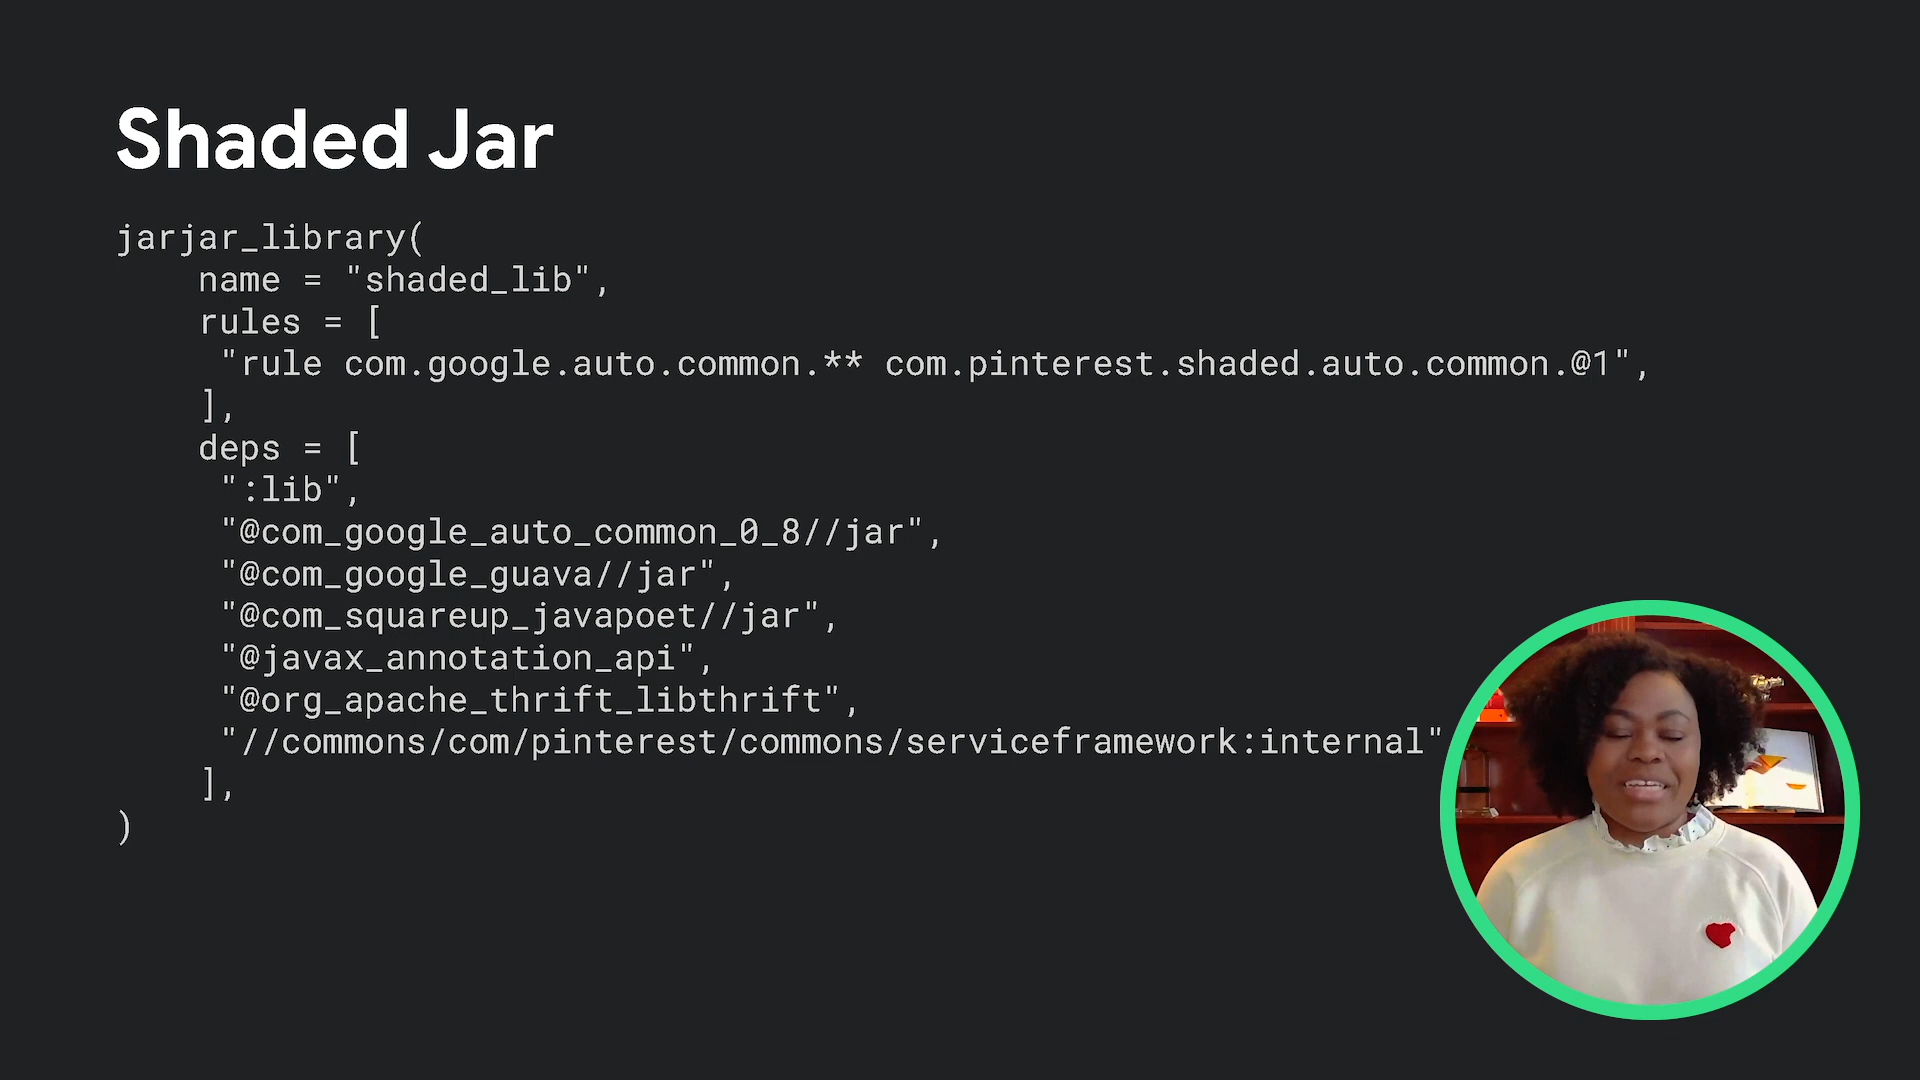 Shaded Jar
jarjar_library(
    name = "shaded_lib",
    rules = [
     "rule com.google.auto.common.** com.pinterest.shaded.auto.common.@1",
    ],
    deps = [
     ":lib",
     "@com_google_auto_common_0_8//jar",
     "@com_google_guava//jar",
     "@com_squareup_javapoet//jar",
     "@javax_annotation_api",
     "@org_apache_thrift_libthrift",
     "//commons/com/pinterest/commons/serviceframework:internal"
    ],
)